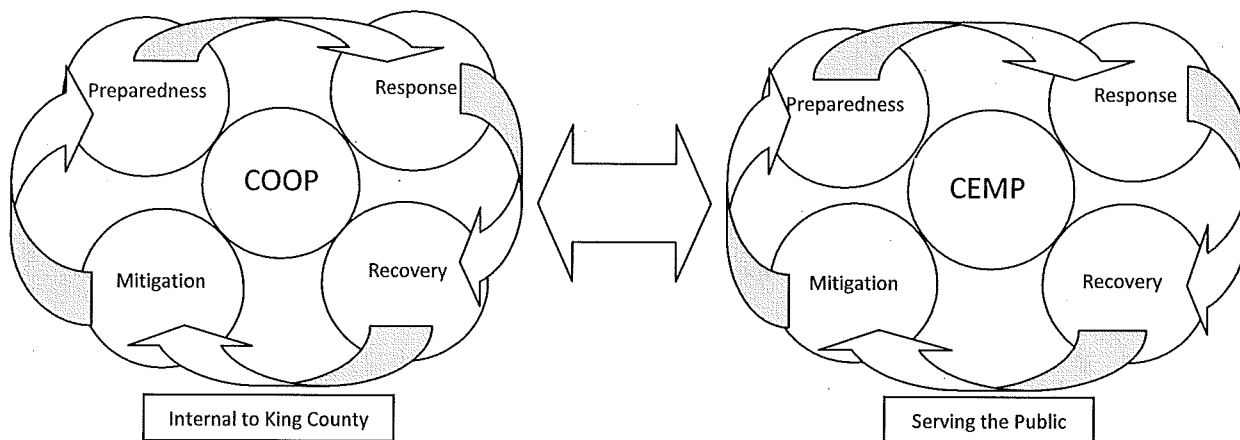 Preparedness
Response
COOP
Mitigation
Recovery
Internal to King County
Preparedness
Response
CEMP
Mitigation
Recovery
Serving the Public